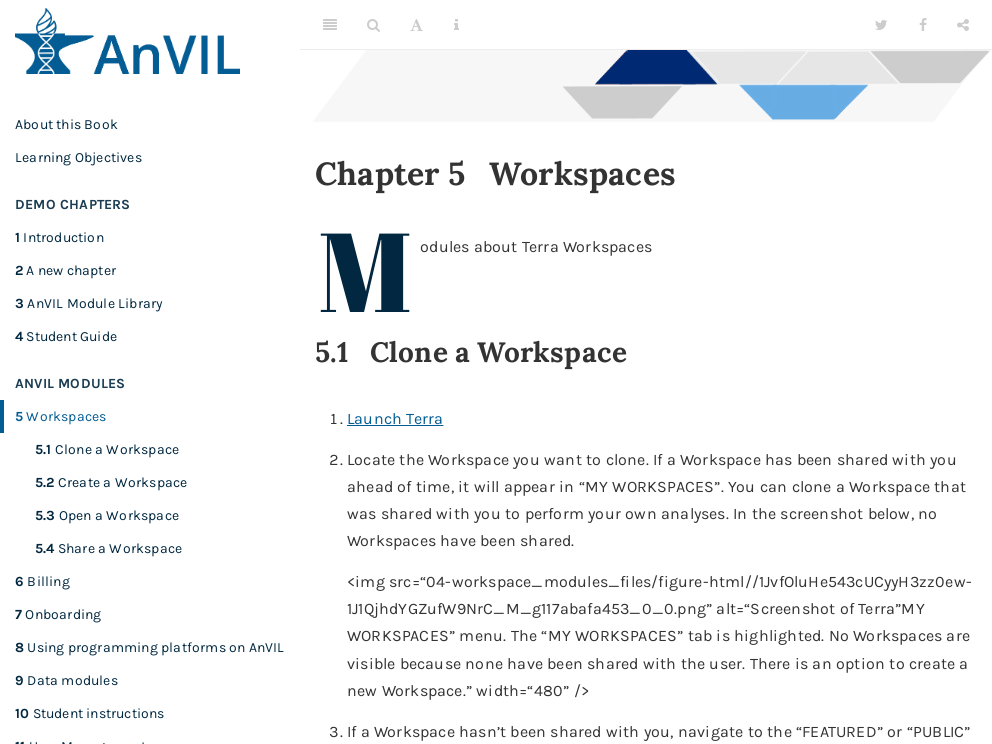 AnVIL
About this Book
Learning Objectives
DEMO CHAPTERS
1 Introduction
2 A new chapter
3 AnVIL Module Library
4 Student Guide
ANVIL MODULES
5 Workspaces
5.1 Clone a Workspace
5.2 Create a Workspace
5.3 Open a Workspace
5.4 Share a Workspace
6 Billing
7 Onboarding
8 Using programming platforms on AnVIL
9 Data modules
10 Student instructions
Chapter 5 Workspaces
Modules about Terra Workspaces
5.1 Clone a Workspace
1. Launch Terra
2. Locate the Workspace you want to clone. If a Workspace has been shared with you
ahead of time, it will appear in “MY WORKSPACES”. You can clone a Workspace that
was shared with you to perform your own analyses. In the screenshot below, no
Workspaces have been shared.
<img src=“04-workspace_modules_files/figure-html//1JvfOluHe543cUCyyH3zz0ew-
1J1QjhdYGZufW9NrC_M_g117abafa453_0_0.png” alt=“Screenshot of Terra”MY
WORKSPACES” menu. The “MY WORKSPACES” tab is highlighted. No Workspaces are
visible because none have been shared with the user. There is an option to create a
new Workspace.” width=“480” />
3. If a Workspace hasn’t been shared with you, navigate to the “FEATURED” or “PUBLIC”